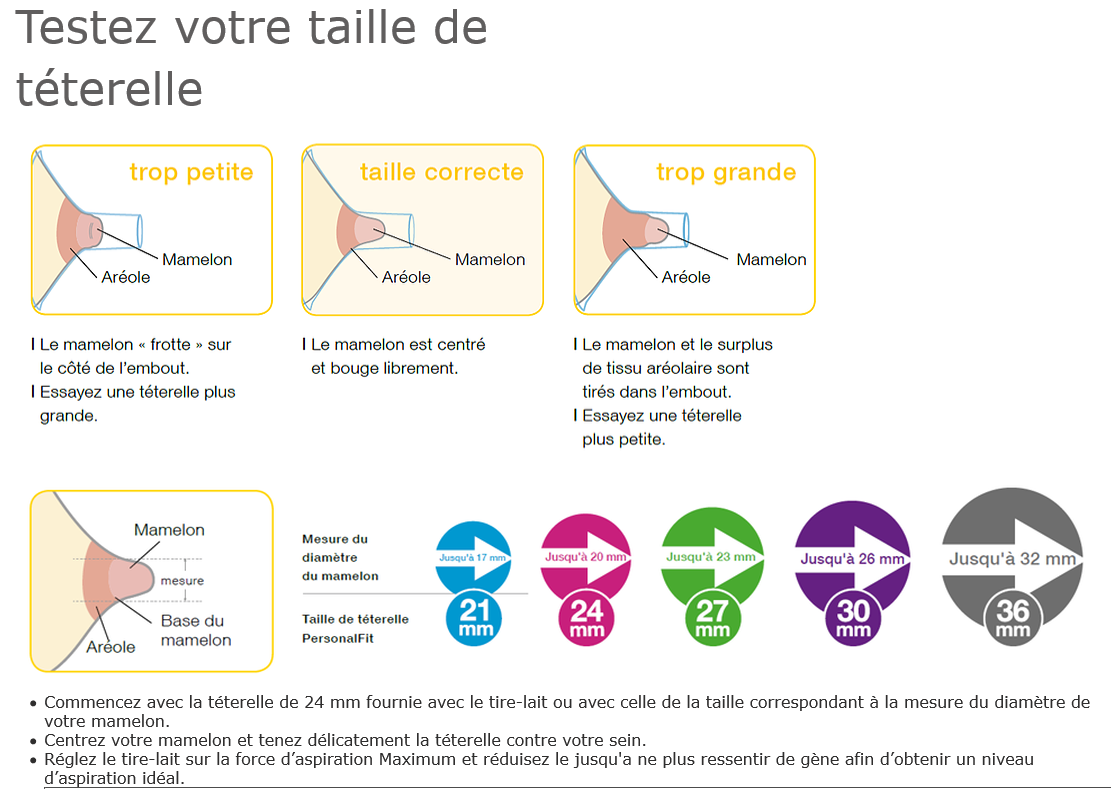 Testez votre taille de
téterelle
trop petite
Mamelon
Aréole
taille correcte
Mamelon
Aréole
trop grande
Mamelon
Aréole
I Le mamelon « frotte » sur
le côté de l'embout.
I Essayez une téterelle plus
grande.
I Le mamelon est centré
et bouge librement.
I Le mamelon et le surplus
de tissu aréolaire sont
tirés dans l'embout.
I Essayez une téterelle
plus petite.
Mamelon
mesure
Base du
mamelon
Aréole
Mesure du
diamètre
du mamelon
Jusqu'à 17 mm
Jusqu'à 20 mm
Jusqu'à 23 mm
Jusqu'à 26 mm
Jusqu'à 32 mm
Taille de téterelle
PersonalFit
21
mm
24
mm
27
mm
30
mm
36
mm
• Commencez avec la téterelle de 24 mm fournie avec le tire-lait ou avec celle de la taille correspondant à la mesure du diamètre de
votre mamelon.
• Centrez votre mamelon et tenez délicatement la téterelle contre votre sein.
• Réglez le tire-lait sur la force d'aspiration Maximum et réduisez le jusqu'a ne plus ressentir de gène afin d'obtenir un niveau
d'aspiration idéal.